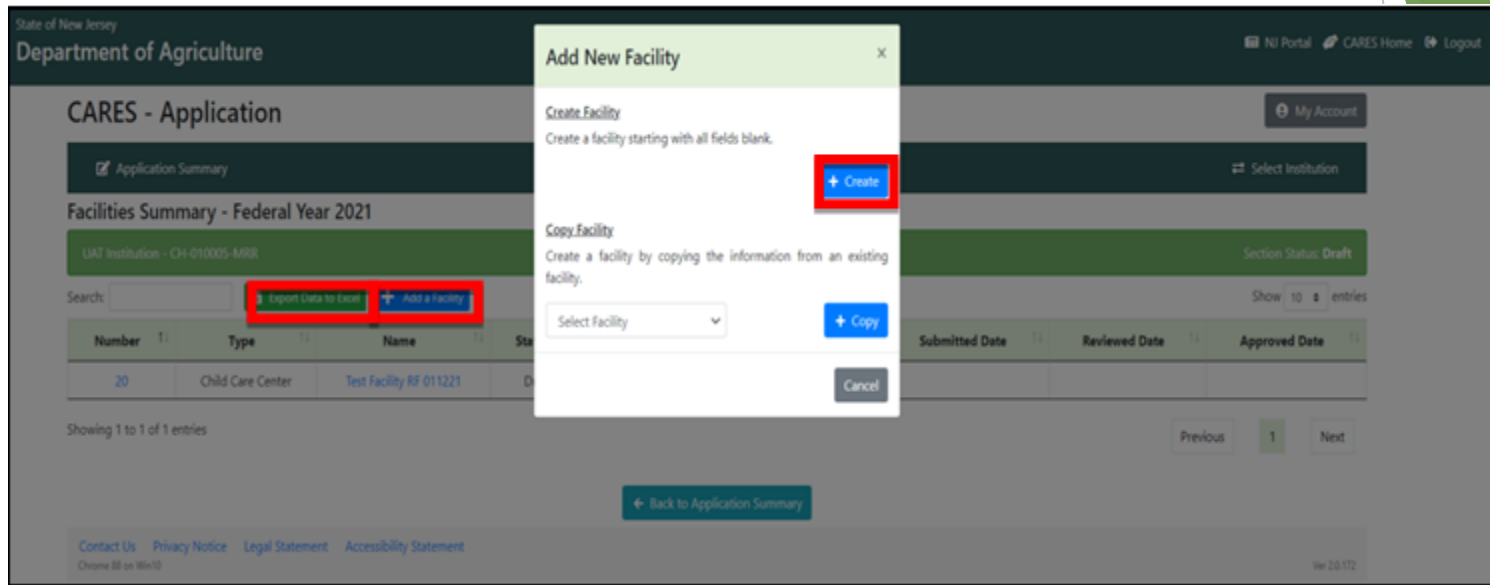 State of New Jersey
Department of Agriculture
NJ Portal CARES Home Logout
CARES - Application
My Account
Application Summary
Select Institution
Facilities Summary - Federal Year 2021
UAT Institution - CH-010005-MRR
Section Status: Draft
Search:
Export Data to Excel
Add a Facility
Show 10 entries
Number Type Name
Submitted Date Reviewed Date Approved Date
20 Child Care Center Test Facility RF 011221
Showing 1 to 1 of 1 entries
Previous 1 Next
Back to Application Summary
Contact Us Privacy Notice Legal Statement Accessibility Statement
Chrome 88 on Win10
Ver 2.0.172
Add New Facility
×
Create Facility
Create a facility starting with all fields blank.
+ Create
Copy Facility
Create a facility by copying the information from an existing
facility.
Select Facility
+ Copy
Cancel